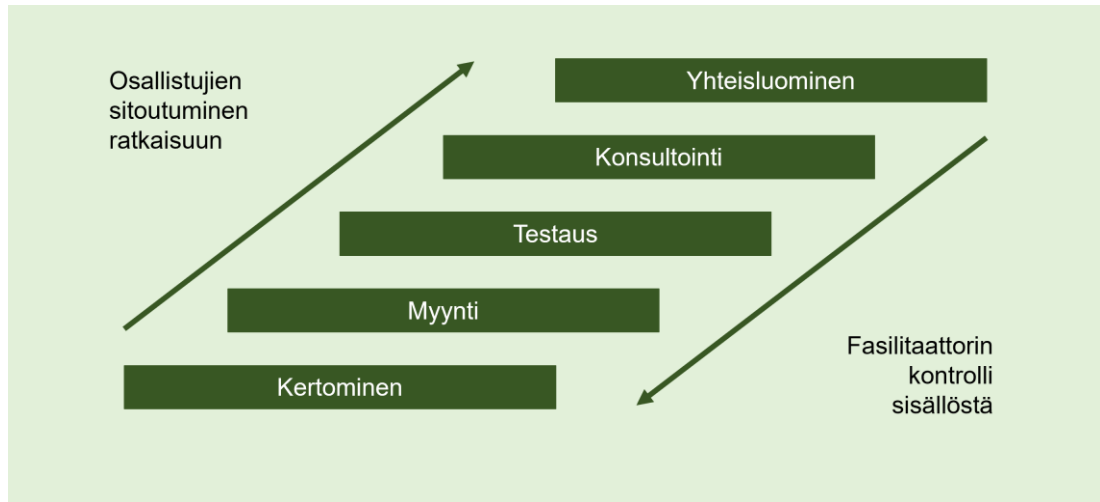 Osallistujien
sitoutuminen
ratkaisuun
Yhteisluominen
Konsultointi
Testaus
Myynti
Kertominen
Fasilitaattorin
kontrolli
sisällöstä